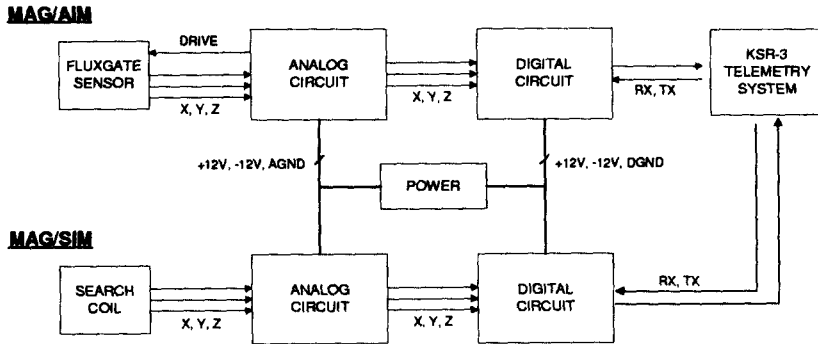 MAG/AIM
FLUXGATE
SENSOR
DRIVE
X, Y, Z
ANALOG
CIRCUIT
X, Y, Z
DIGITAL
CIRCUIT
RX, TX
KSR-3
TELEMETRY
SYSTEM
+12V, -12V, AGND
POWER
+12V, -12V, DGND
MAG/SIM
SEARCH
COIL
X, Y, Z
ANALOG
CIRCUIT
X, Y, Z
DIGITAL
CIRCUIT
RX, TX